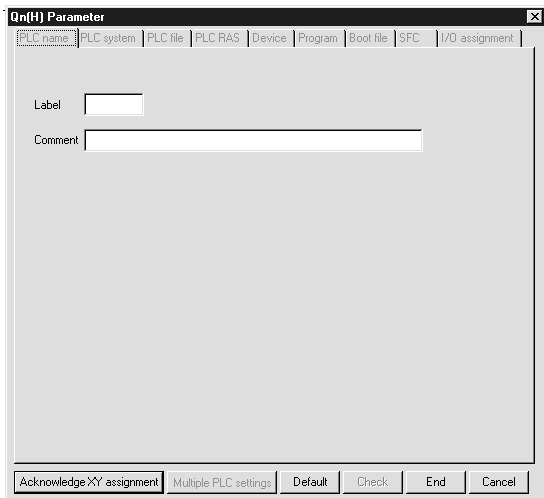 Qn(H) Parameter
PLC name PLC system PLC file PLC RAS Device Program Boot file SFC I/O assignment
Label
Comment
Acknowledge XY assignment Multiple PLC settings Default Check End Cancel